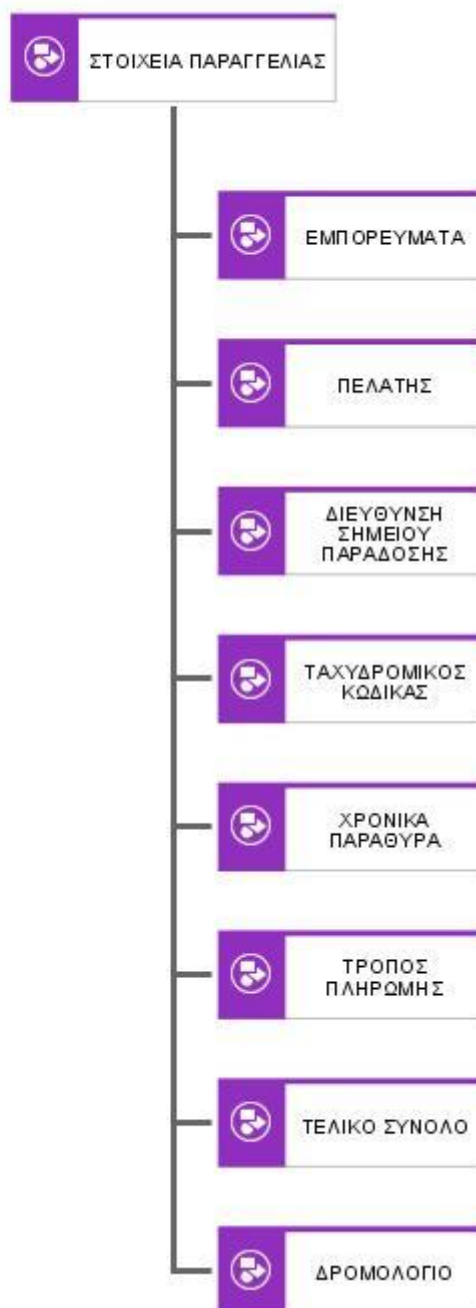 ΣΤΟΙΧΕΙΑ ΠΑΡΑΓΓΕΛΙΑΣ
ΕΜΠΟΡΕΥΜΑΤΑ
ΠΕΛΑΤΗΣ
ΔΙΕΥΘΥΝΣΗ
ΣΗΜΕΙΟΥ
ΠΑΡΑΔΟΣΗΣ
ΤΑΧΥΔΡΟΜΙΚΟΣ
ΚΩΔΙΚΑΣ
ΧΡΟΝΙΚΑ
ΠΑΡΑΘΥΡΑ
ΤΡΟΠΟΣ
ΠΛΗΡΩΜΗΣ
ΤΕΛΙΚΟ ΣΥΝΟΛΟ
ΔΡΟΜΟΛΟΓΙΟ